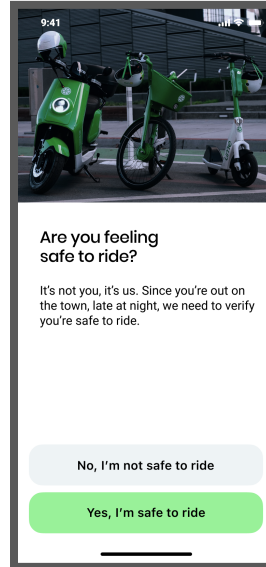 9:41
Are you feeling
safe to ride?
It's not you, it's us. Since you're out on
the town, late at night, we need to verify
you're safe to ride.
No, I'm not safe to ride
Yes, I'm safe to ride